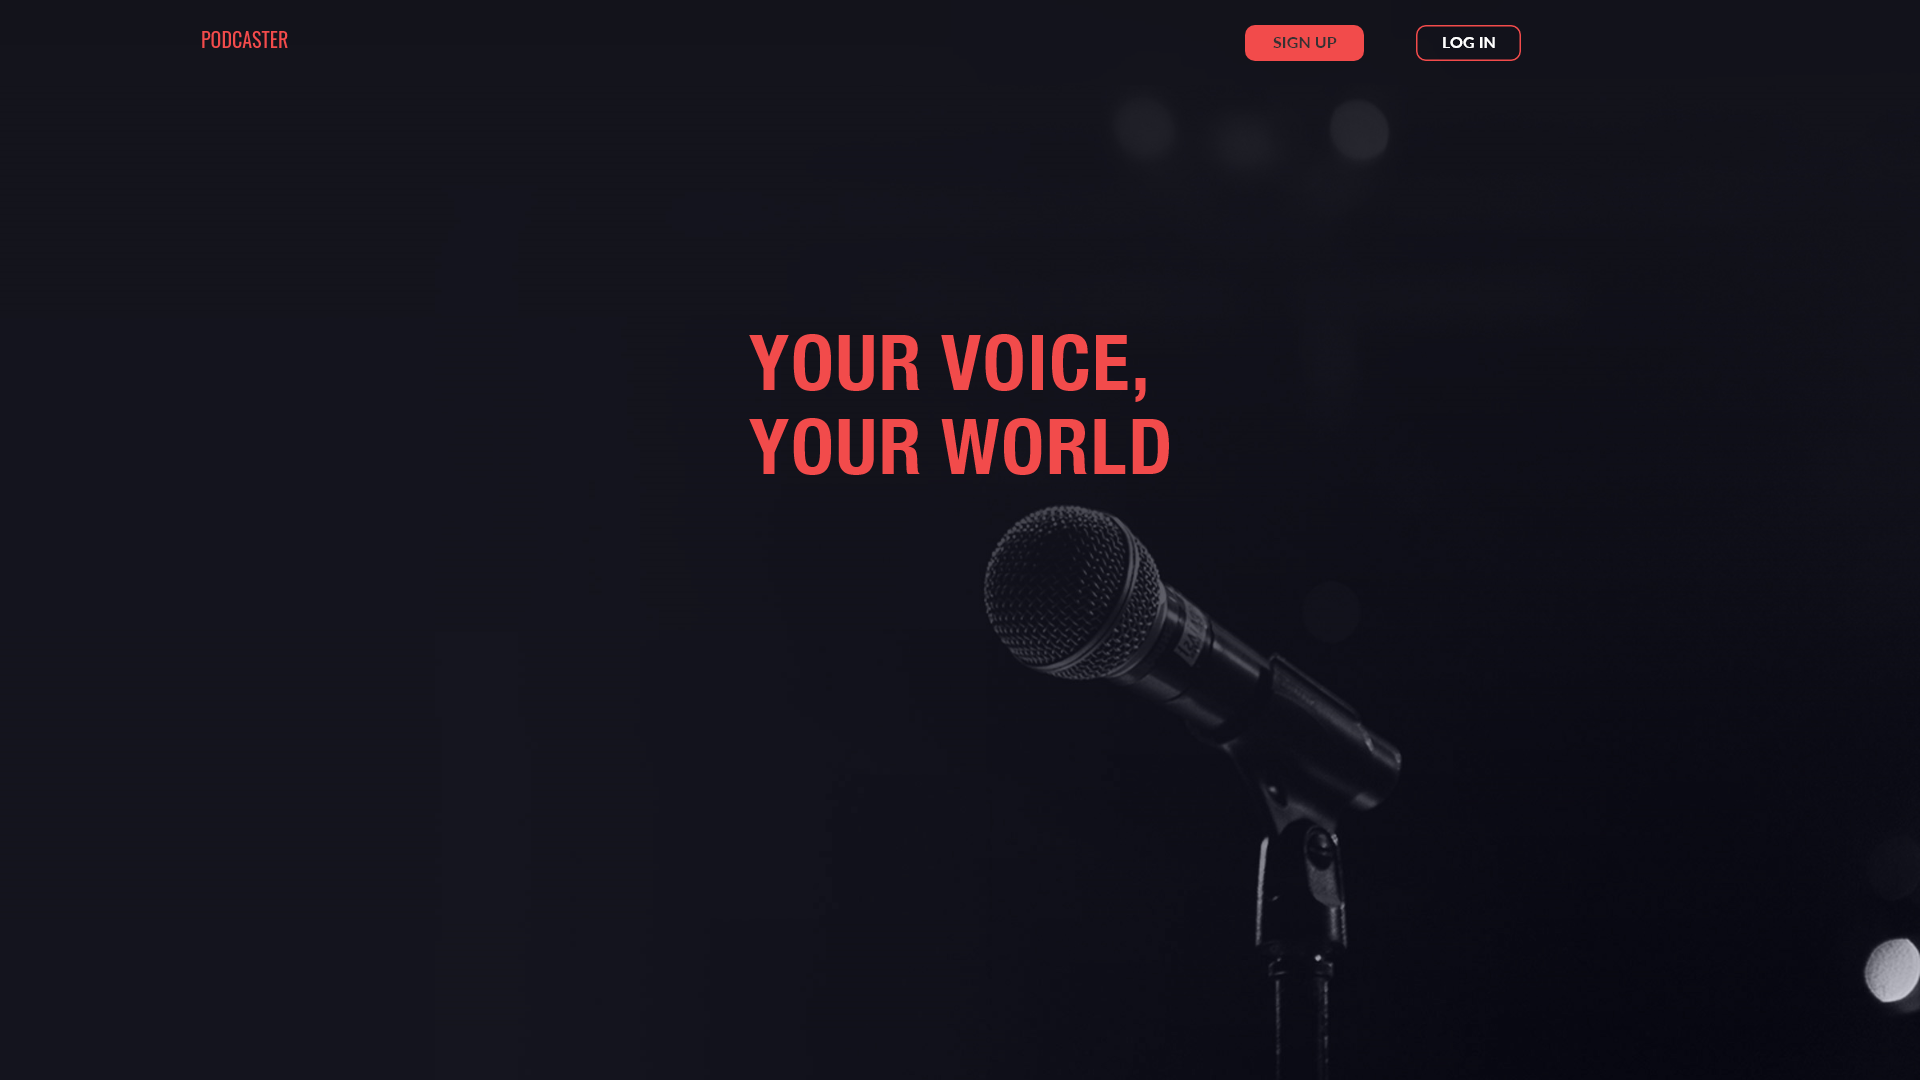 PODCASTER
SIGN UP
LOG IN
YOUR VOICE,
YOUR WORLD